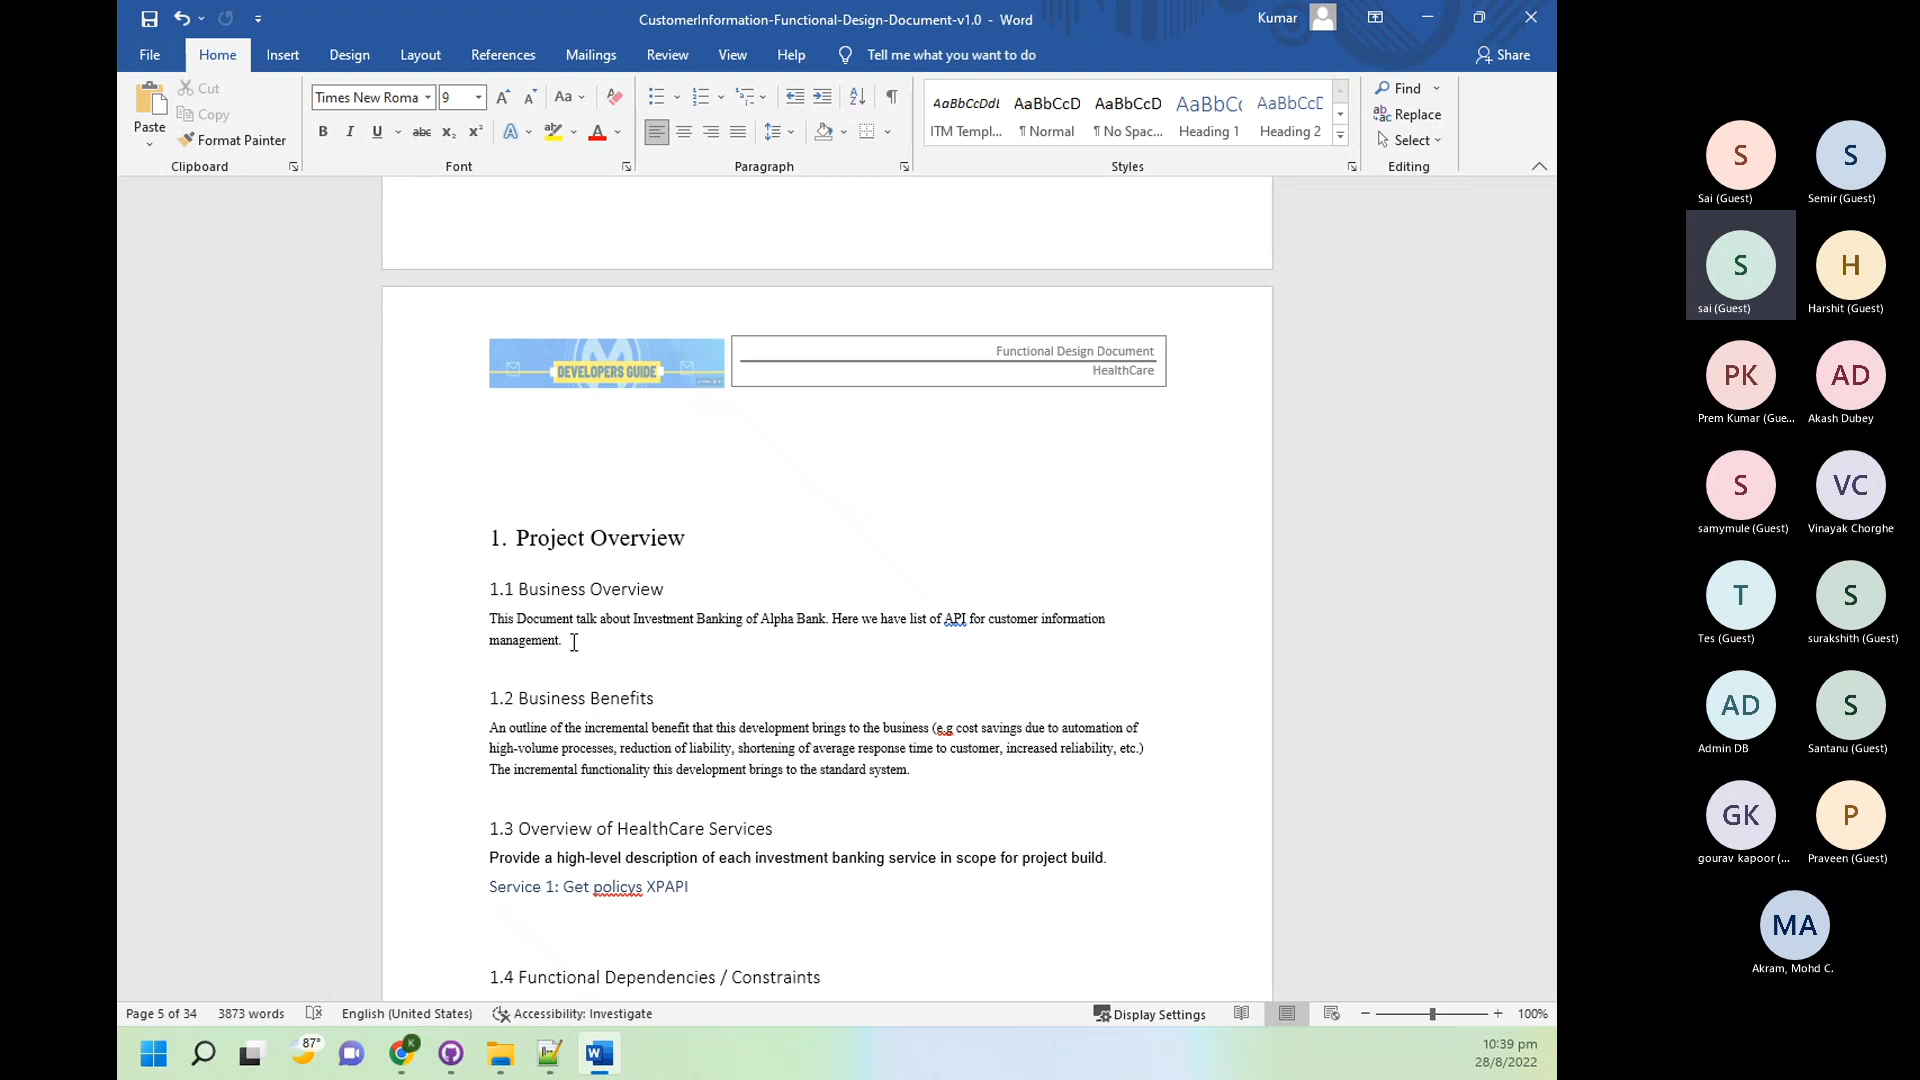 CustomerInformation-Functional-Design-Document-v1.0 - Word
Kumar
File Home Insert Design Layout References Mailings Review View Help Tell me what you want to do Share
Paste
Cut
Copy
Format Painter
Clipboard
Times New Roma 9
Font
Paragraph
AaBbCcDdI AaBbCcD AaBbCcD AaBbCc AaBbCcE
ITM Templ... ¶ Normal ¶ No Spac... Heading 1 Heading 2
Styles
Find
Replace
Select
Editing
DEVELOPERS GUIDE
Functional Design Document
HealthCare
1. Project Overview
1.1 Business Overview
This Document talk about Investment Banking of Alpha Bank. Here we have list of API for customer information
management.
1.2 Business Benefits
An outline of the incremental benefit that this development brings to the business (e.g cost savings due to automation of
high-volume processes, reduction of liability, shortening of average response time to customer, increased reliability, etc.)
The incremental functionality this development brings to the standard system.
1.3 Overview of HealthCare Services
Provide a high-level description of each investment banking service in scope for project build.
Service 1: Get policys XPAPI
1.4 Functional Dependencies / Constraints
Page 5 of 34 3873 words English (United States) Accessibility: Investigate Display Settings 100%
87°
K
10:39 pm
28/8/2022
S S
Sai (Guest) Semir (Guest)
S H
sai (Guest) Harshit (Guest)
PK AD
Prem Kumar (Gue... Akash Dubey
S VC
samymule (Guest) Vinayak Chorghe
T S
Tes (Guest) surakshith (Guest)
AD S
Admin DB Santanu (Guest)
GK P
gourav kapoor (... Praveen (Guest)
MA
Akram, Mohd C.